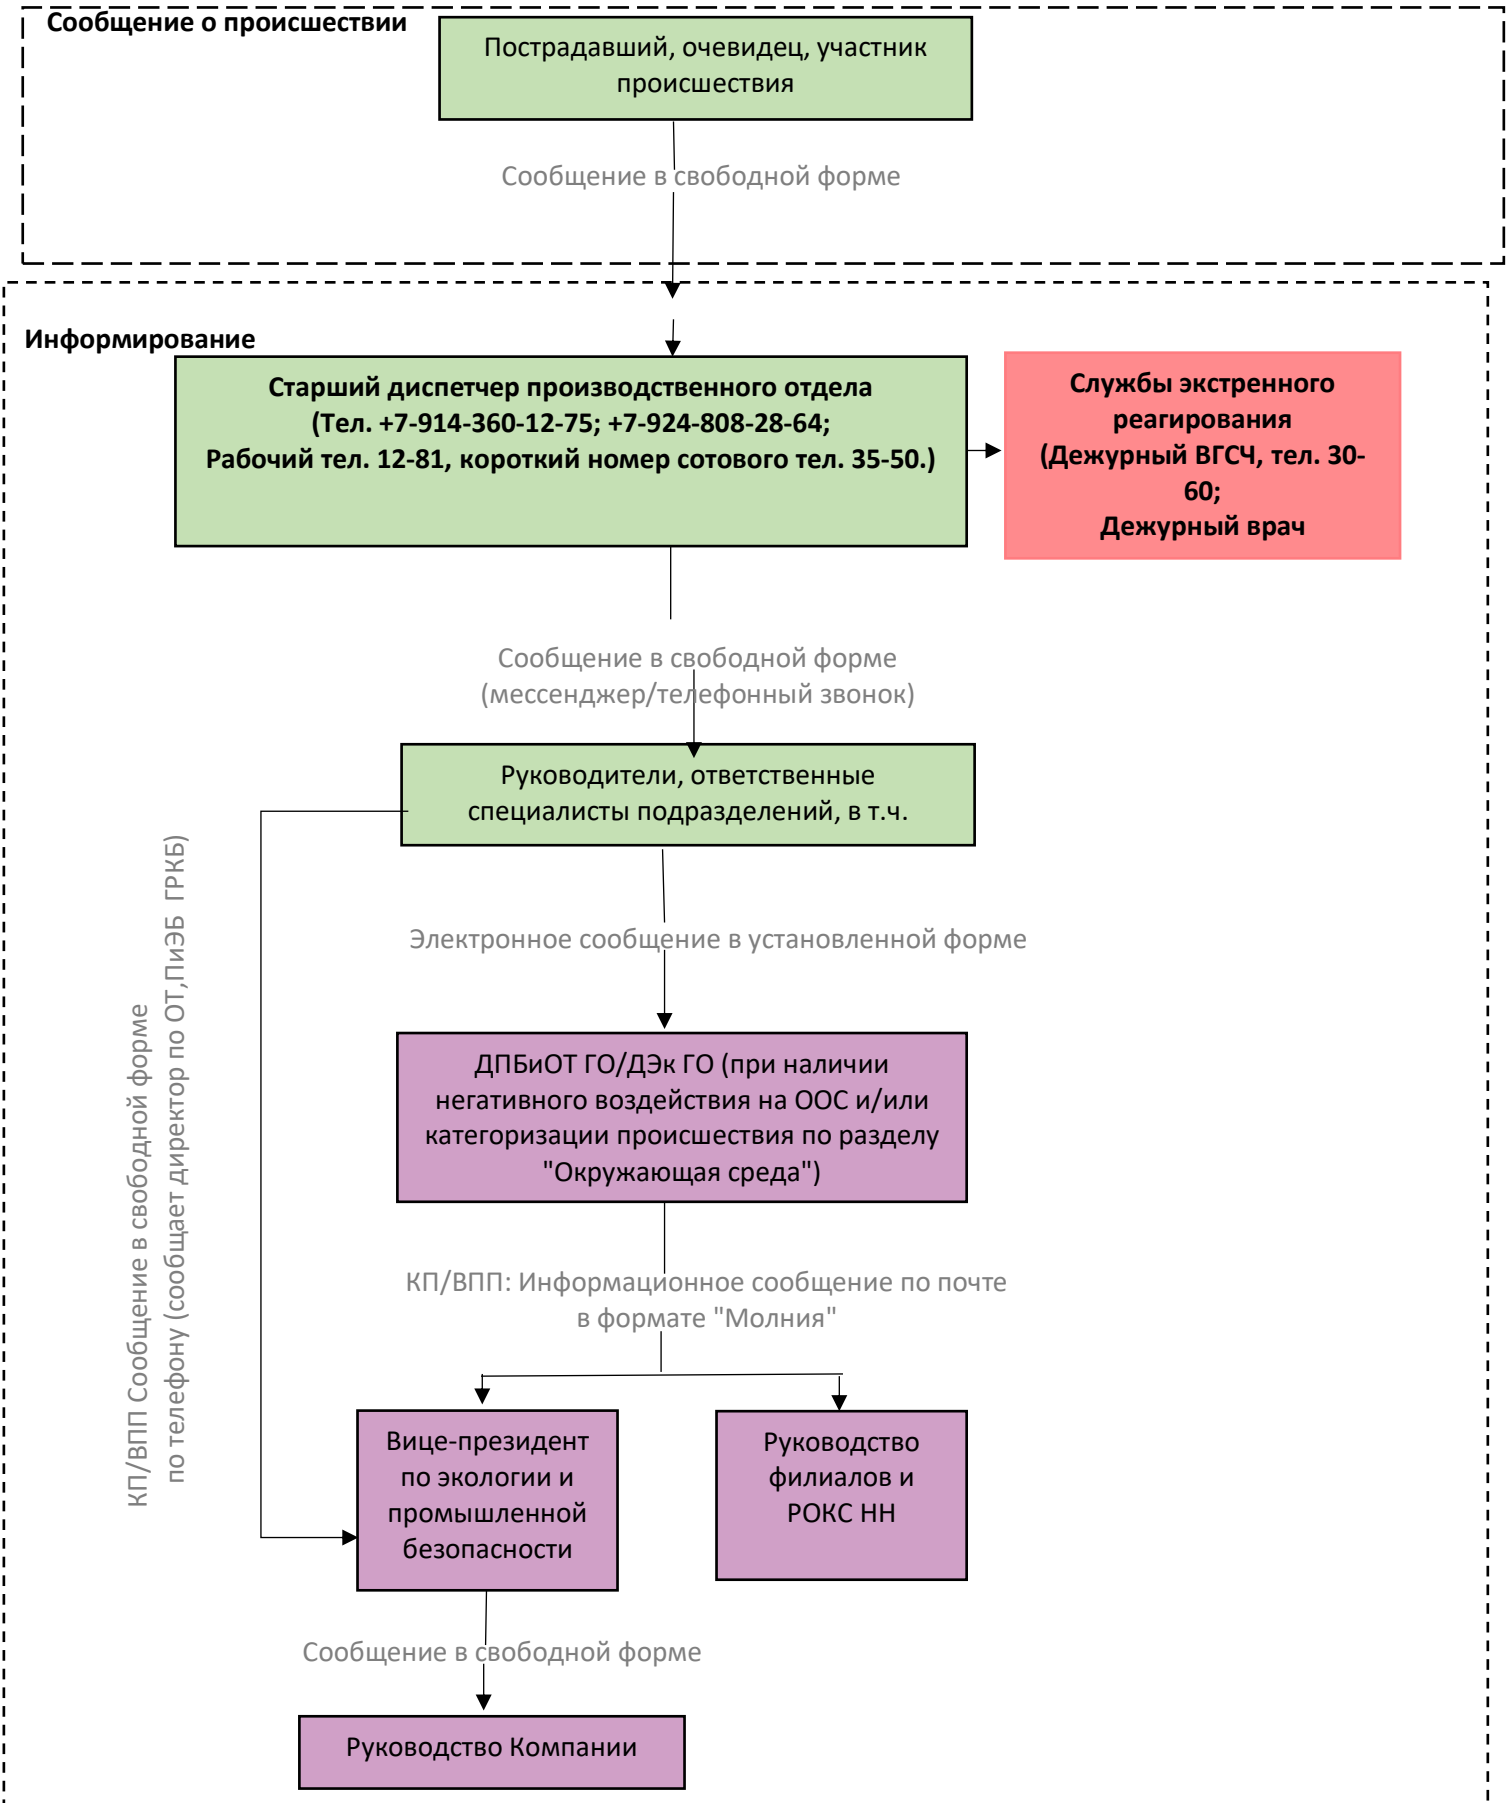 Сообщение о происшествии
Пострадавший, очевидец, участник
происшествия
Сообщение в свободной форме
Информирование
Старший диспетчер производственного отдела
(Тел. +7-914-360-12-75; +7-924-808-28-64;
Рабочий тел. 12-81, короткий номер сотового тел. 35-50.)
Службы экстренного
реагирования
(Дежурный ВГСЧ, тел. 30-
60;
Дежурный врач
Сообщение в свободной форме
(мессенджер/телефонный звонок)
Руководители, ответственные
специалисты подразделений, в т.ч.
КП/ВПП Сообщение в свободной форме
по телефону (сообщает директор по ОТ,ПиЭБ ГРКБ)
Электронное сообщение в установленной форме
ДПБиОТ ГО/ДЭк ГО (при наличии
негативного воздействия на ООС и/или
категоризации происшествия по разделу
"Окружающая среда")
КП/ВПП: Информационное сообщение по почте
в формате "Молния"
Вице-президент
по экологии и
промышленной
безопасности
Руководство
филиалов и
РОКС НН
Сообщение в свободной форме
Руководство Компании